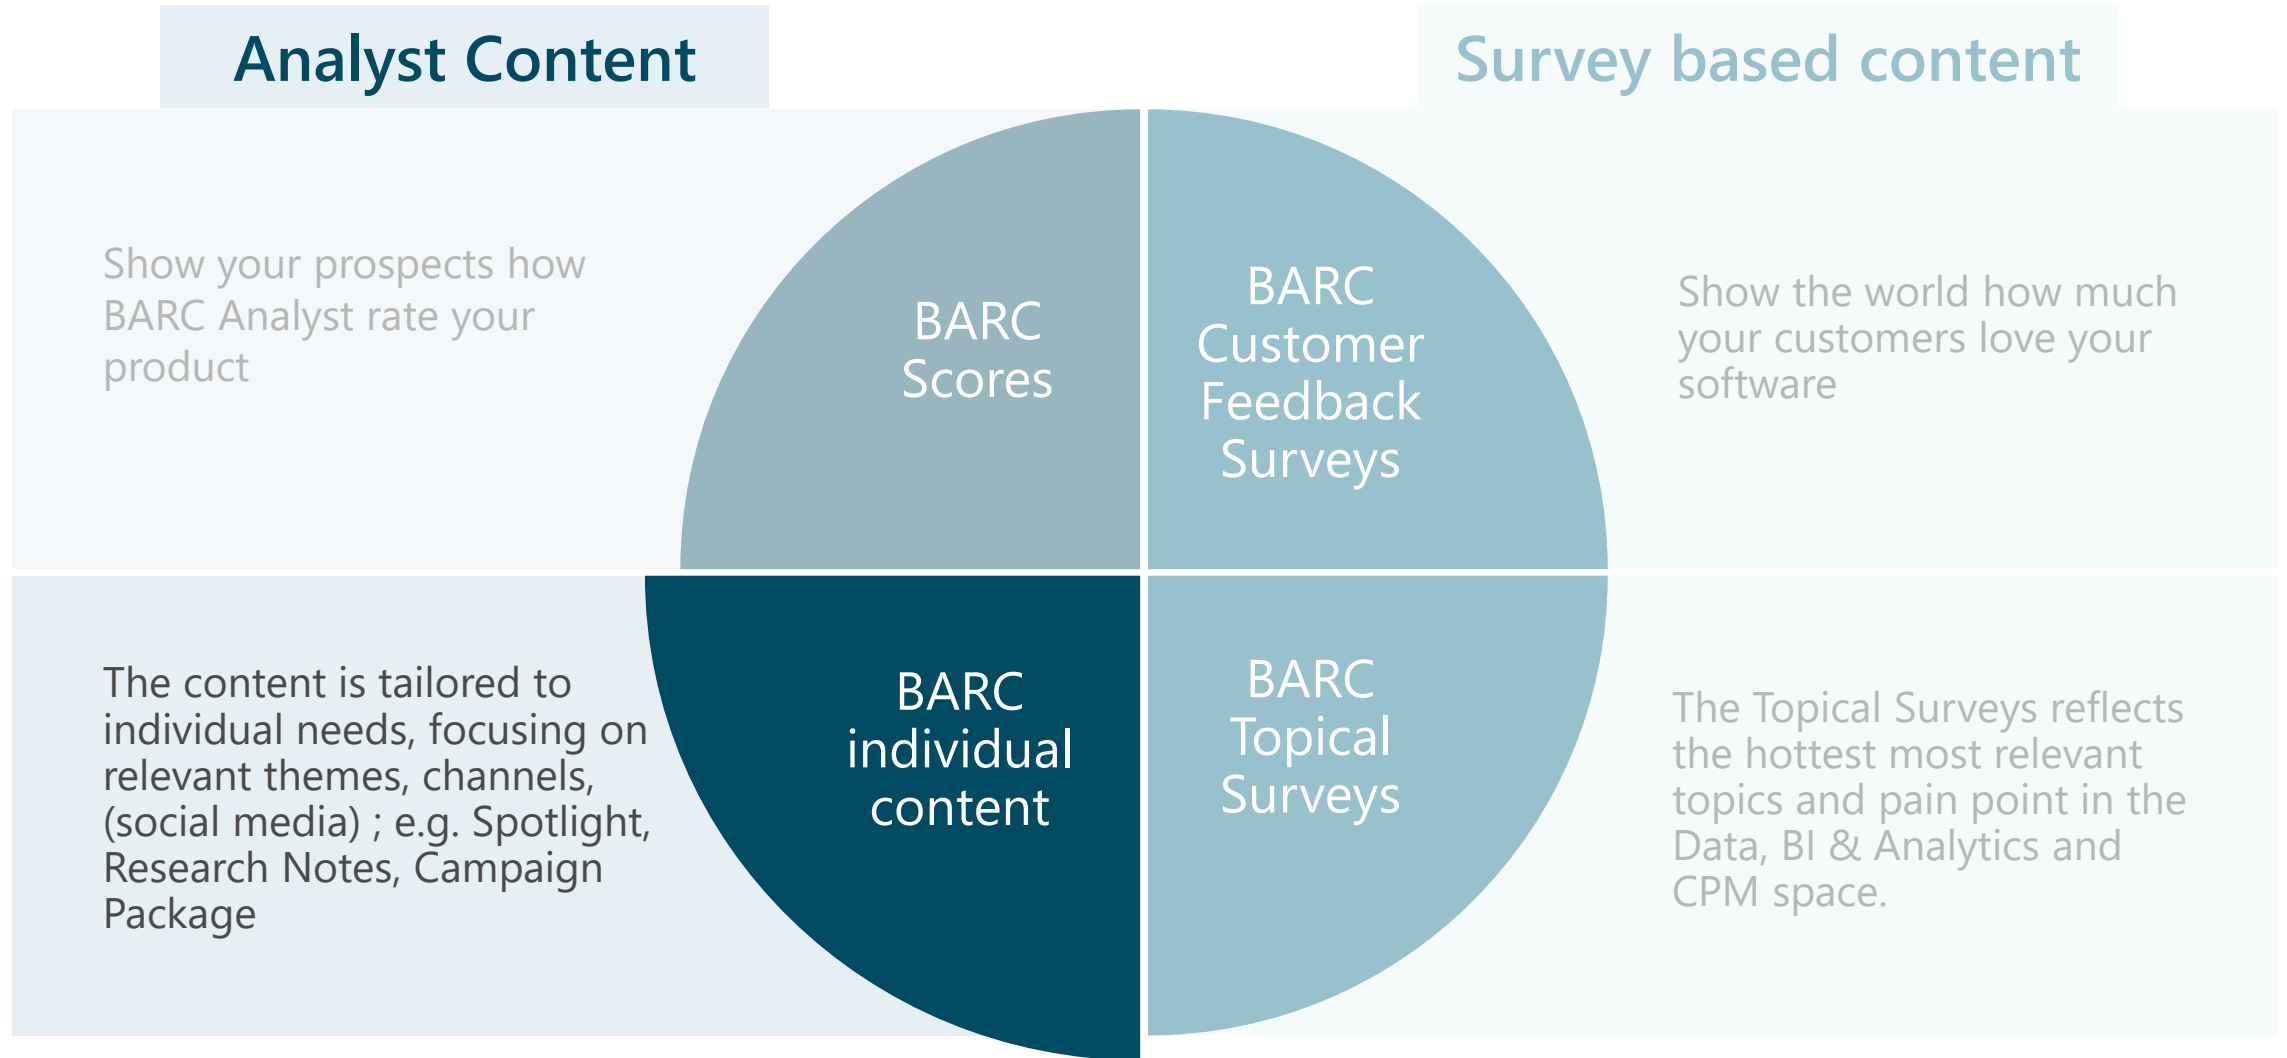 Analyst Content
Survey based content
Show your prospects how
BARC Analyst rate your
product
BARC
Scores
BARC
Customer
Feedback
Surveys
Show the world how much
your customers love your
software
The content is tailored to
individual needs, focusing on
relevant themes, channels,
(social media) ; e.g. Spotlight,
Research Notes, Campaign
Package
BARC
individual
content
BARC
Topical
Surveys
The Topical Surveys reflects
the hottest most relevant
topics and pain point in the
Data, BI & Analytics and
CPM space.